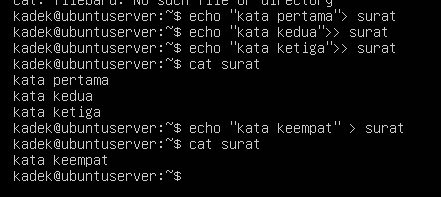 cat: filebaru: No such file or directory
kadek@ubuntuserver:~$ echo "kata pertama"> surat
kadek@ubuntuserver:~$ echo "kata kedua">> surat
kadek@ubuntuserver:~$ echo "kata ketiga">> surat
kadek@ubuntuserver:~$ cat surat
kata pertama
kata kedua
kata ketiga
kadek@ubuntuserver:~$ echo "kata keempat" > surat
kadek@ubuntuserver:~$ cat surat
kata keempat
kadek@ubuntuserver:~$